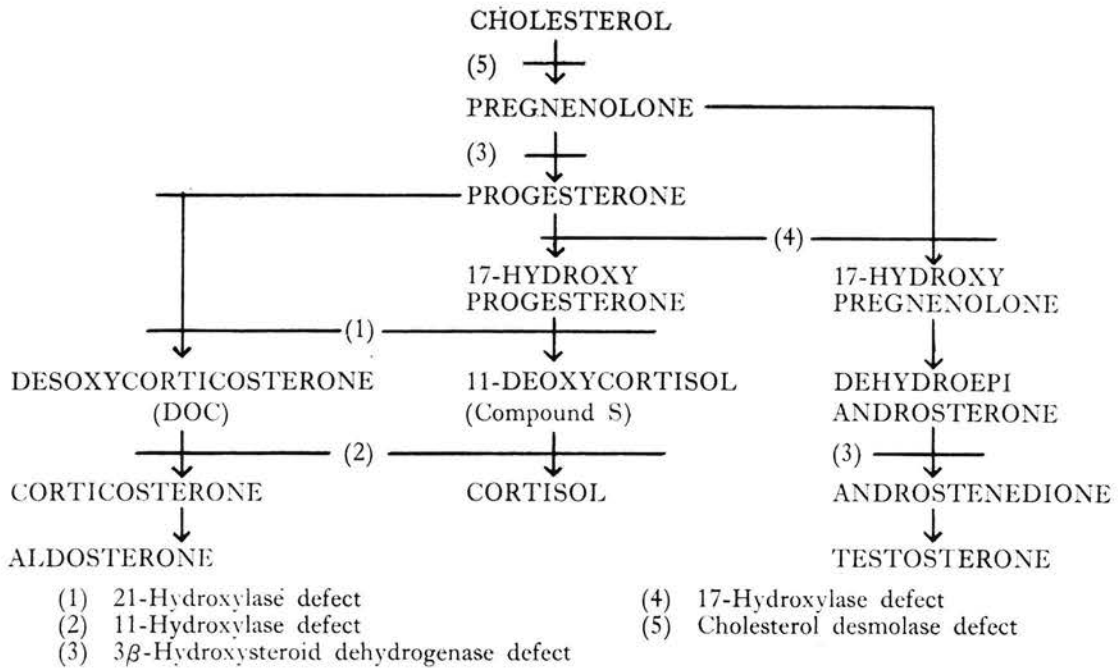 CHOLESTEROL
(5)
PREGNENOLONE
(3)
PROGESTERONE
(4)
17-HYDROXY
PROGESTERONE
17-HYDROXY
PREGNENOLONE
(1)
DESOXYCORTICOSTERONE
(DOC)
11-DEOXYCORTISOL
(Compound S)
DEHYDROEPI
ANDROSTERONE
(2)
(3)
CORTICOSTERONE
CORTISOL
ANDROSTENEDIONE
ALDOSTERONE
TESTOSTERONE
(1) 21-Hydroxylase defect
(2) 11-Hydroxylase defect
(3) 3β-Hydroxysteroid dehydrogenase defect
(4) 17-Hydroxylase defect
(5) Cholesterol desmolase defect